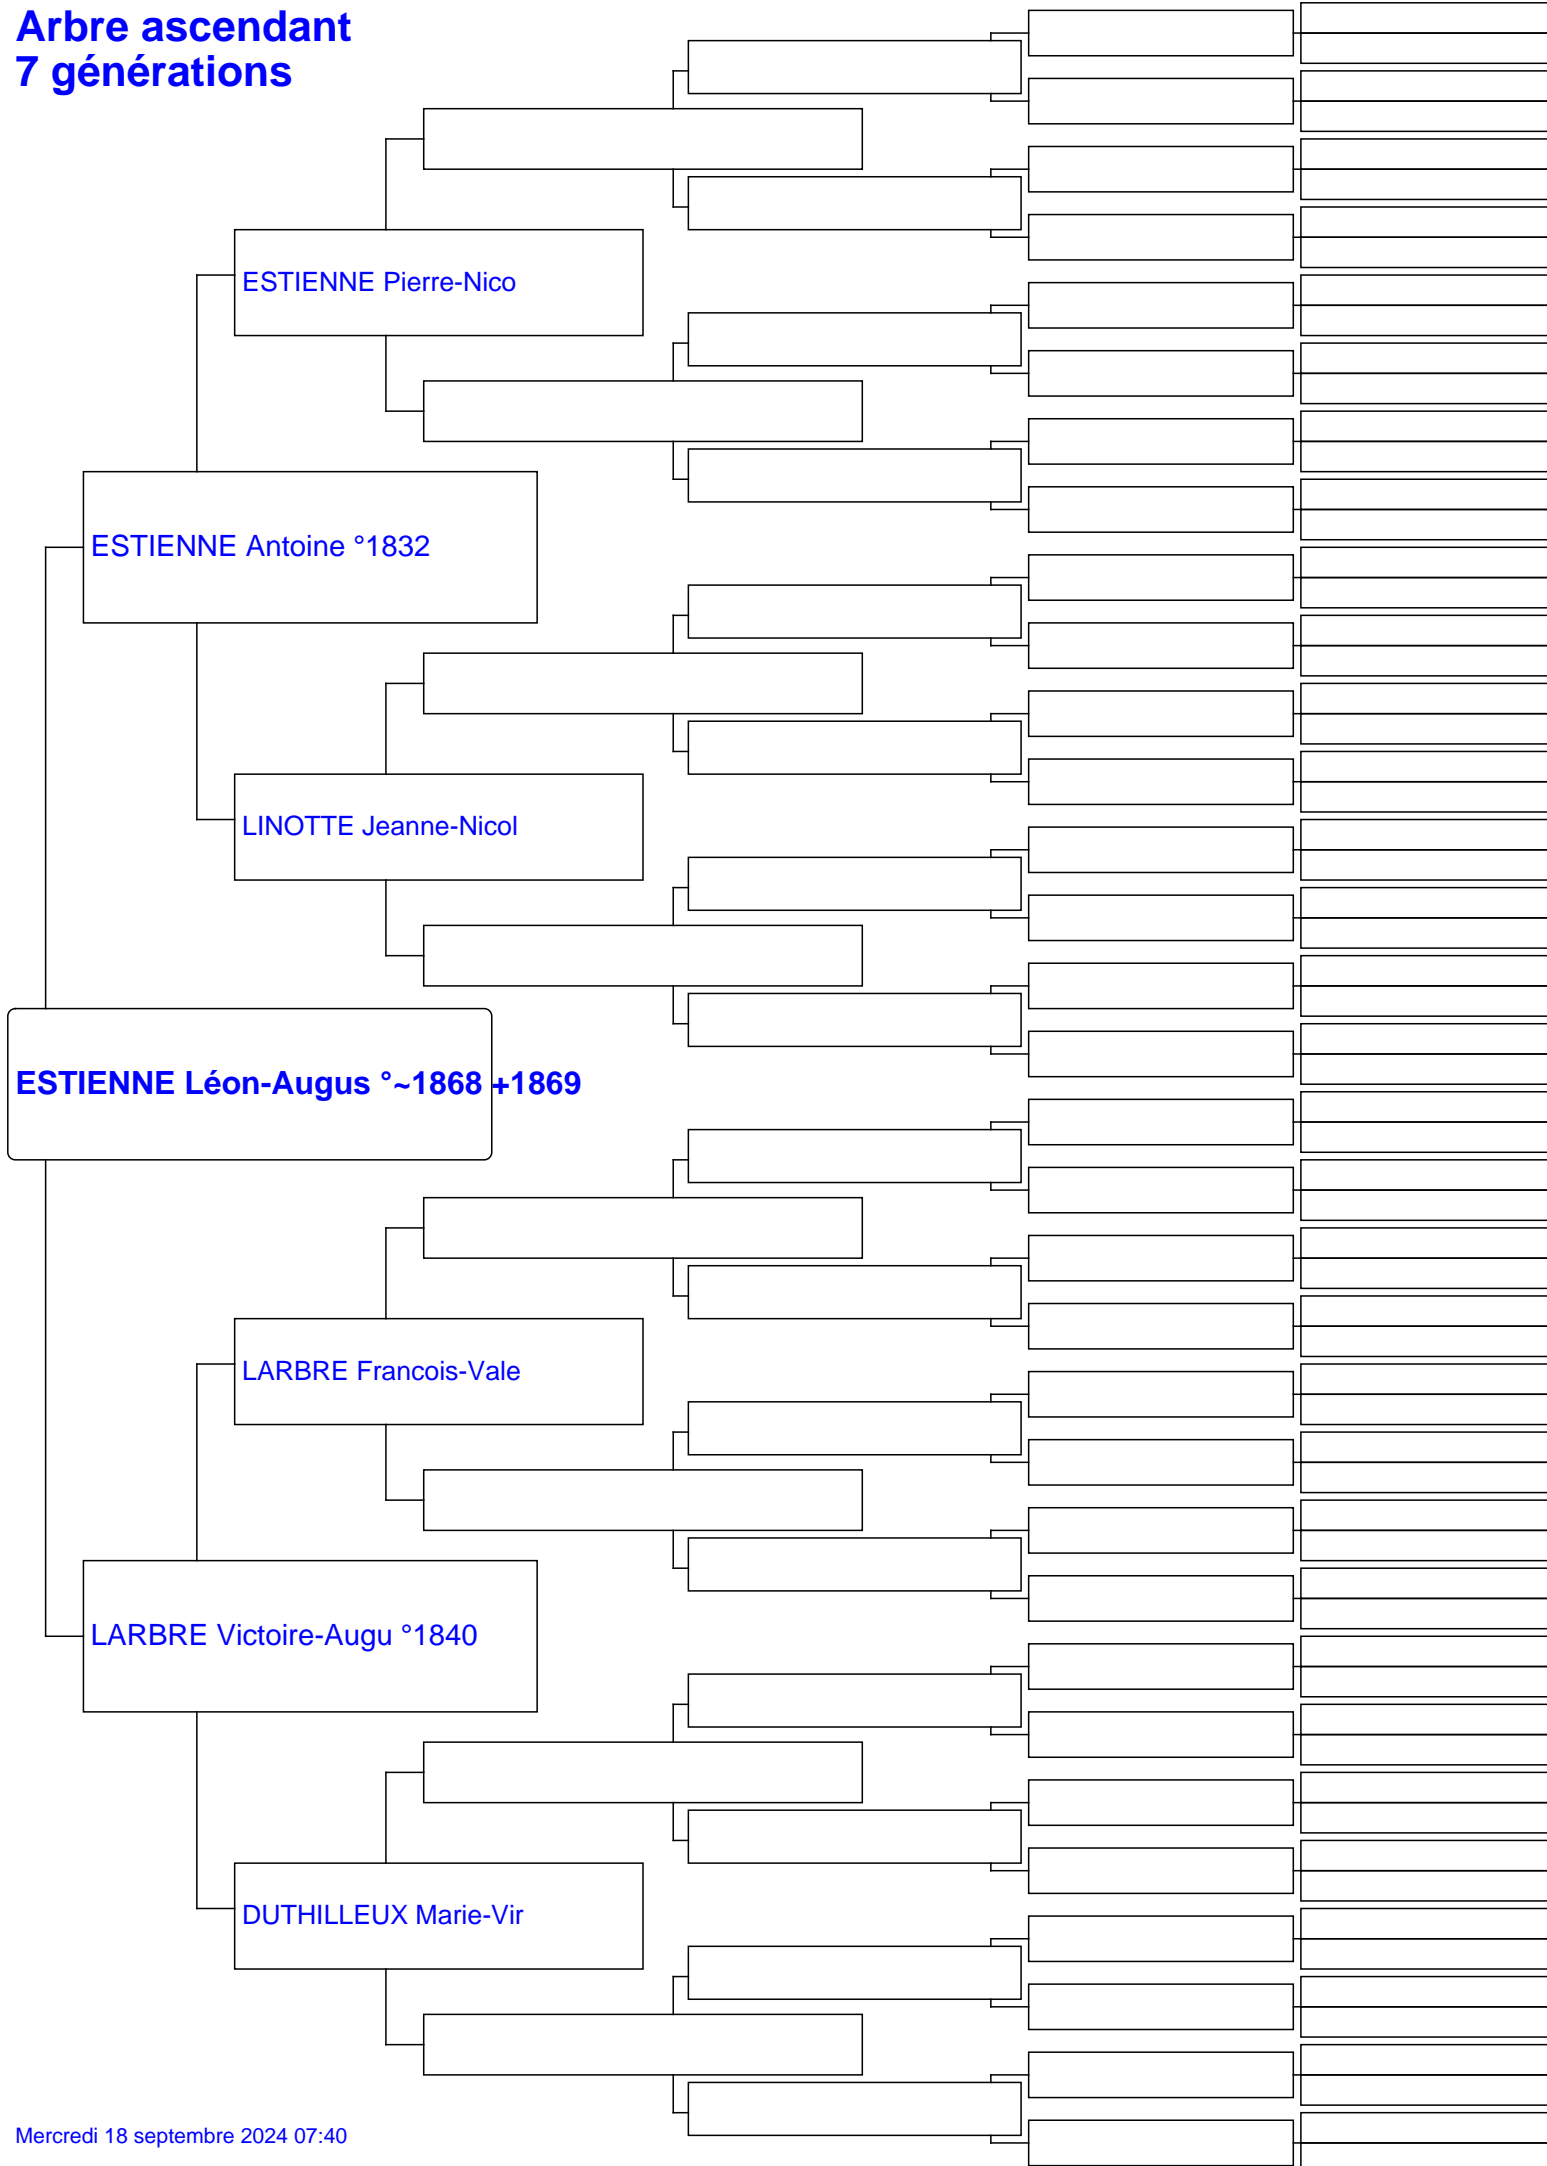 Arbre ascendant
7 générations
ESTIENNE Pierre-Nico
ESTIENNE Antoine °1832
LINOTTE Jeanne-Nicol
ESTIENNE Léon-Augus °~1868 +1869
LARBRE Francois-Vale
LARBRE Victoire-Augu °1840
DUTHILLEUX Marie-Vir
Mercredi 18 septembre 2024 07:40